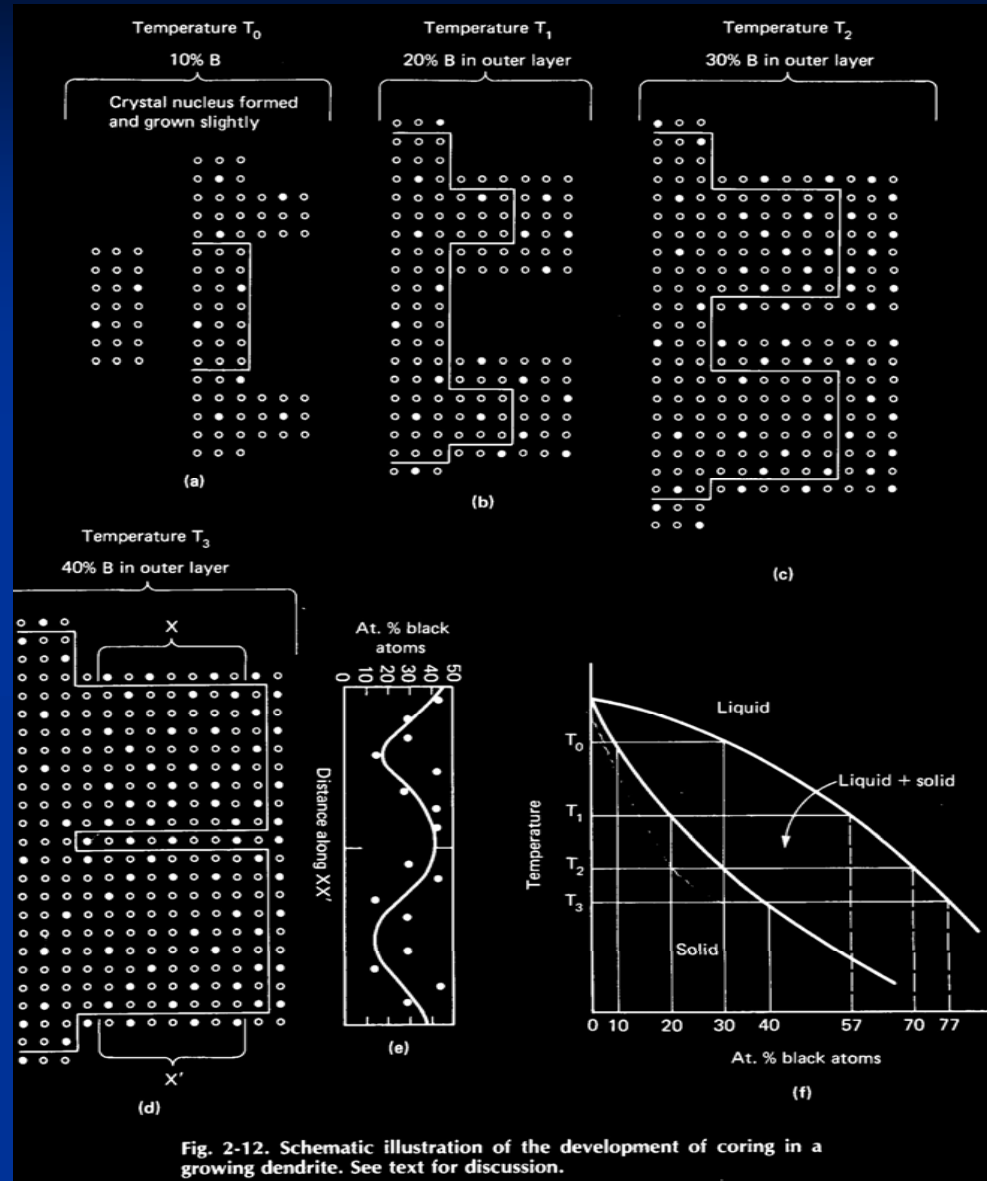 Temperature T0
10% B
Crystal nucleus formed
and grown slightly
(a)
Temperature T1
20% B in outer layer
(b)
Temperature T2
30% B in outer layer
(c)
Temperature T3
40% B in outer layer
X
X'
(d)
At. % black
atoms
0 10 20 30 40 50
Distance along XX'
(e)
Temperature
T0
T1
T2
T3
Liquid
Liquid + solid
Solid
0 10 20 30 40 57 70 77
At. % black atoms
(f)
Fig. 2-12. Schematic illustration of the development of coring in a
growing dendrite. See text for discussion.